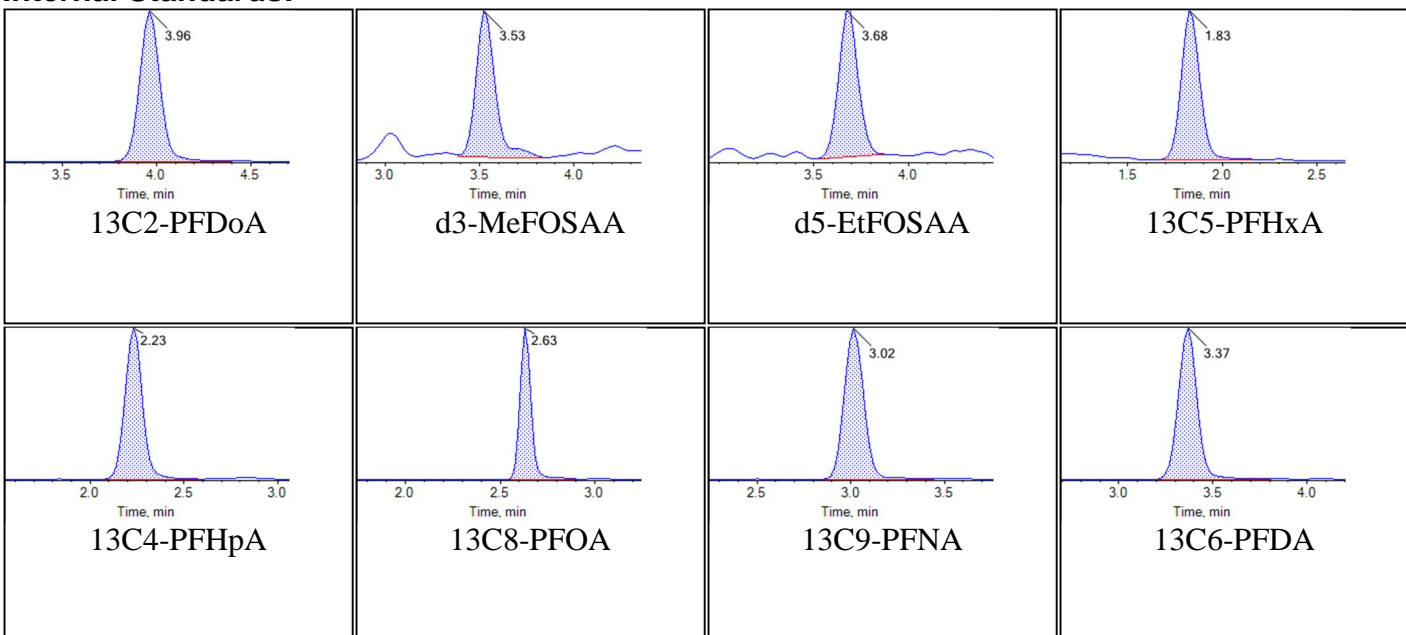 Internal Standards:
3.96
3.5 4.0 4.5
Time, min
13C2-PFDoA
3.53
3.0 3.5 4.0
Time, min
d3-MeFOSAA
3.68
3.5 4.0
Time, min
d5-EtFOSAA
1.83
1.5 2.0 2.5
Time, min
13C5-PFHxA
2.23
2.0 2.5 3.0
Time, min
13C4-PFHpA
2.63
2.0 2.5 3.0
Time, min
13C8-PFOA
3.02
2.5 3.0 3.5
Time, min
13C9-PFNA
3.37
3.0 3.5 4.0
Time, min
13C6-PFDA